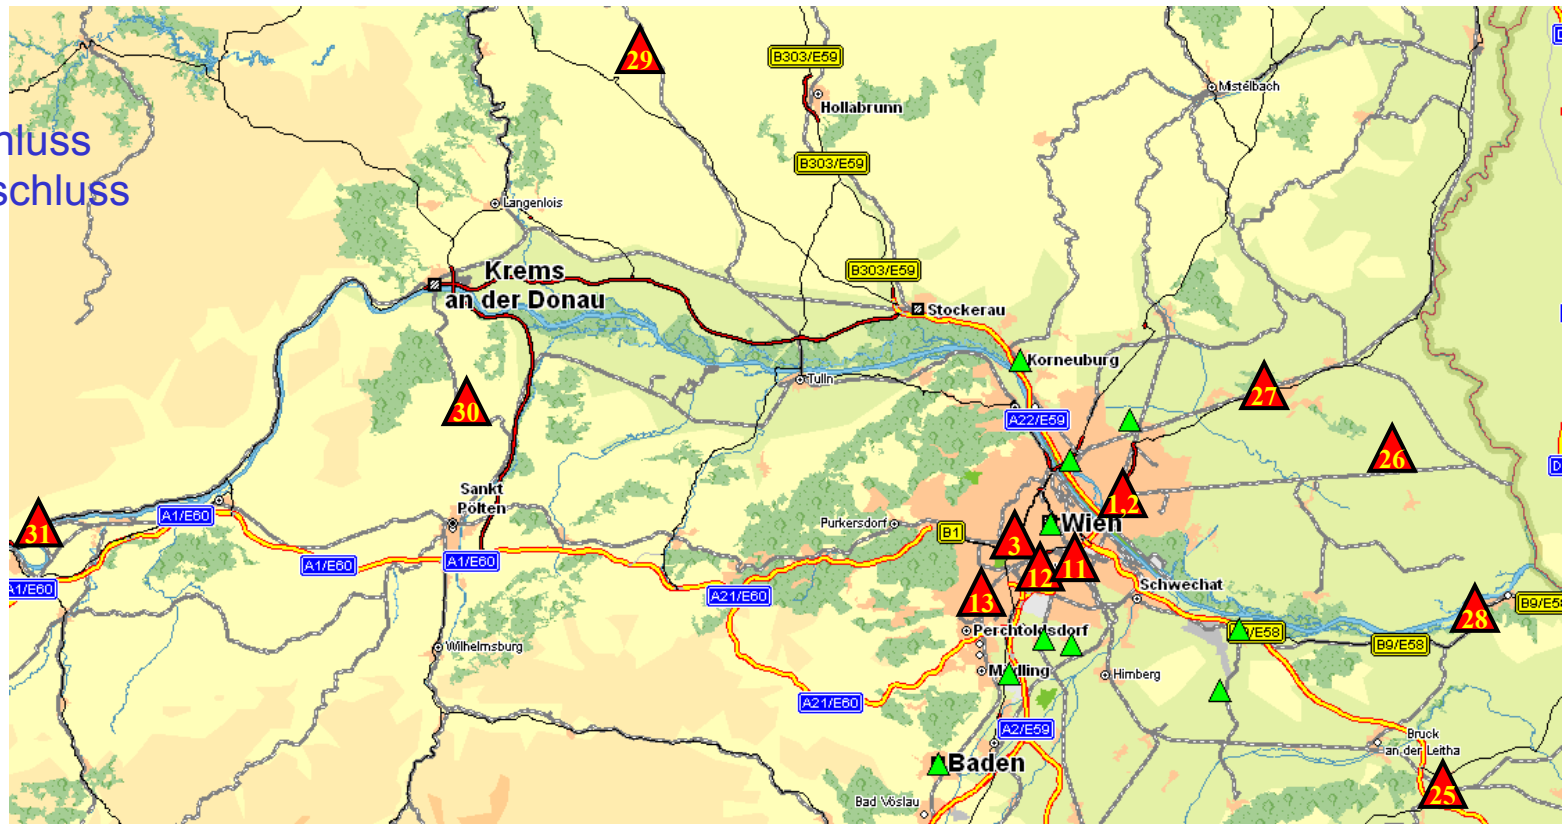 29
B303/E59
Hollabrunn
Mistelbach
hluss
B303/E59
schluss
Langenlois
Krems
an der Donau
B303/E59
Stockerau
Korneuburg
Tulln
27
30
A22/E59
26
Sankt
Pölten
1,2
31
A1/E60
Purkersdorf
Wien
B1
3
A1/E60
A1/E60
12
11
A1/E60
A21/E60
13
Schwechat
28
B9/E58
Perchtoldsdorf
B9/E58
B9/E58
Wilhelmsburg
Mödling
Himberg
A21/E60
A2/E59
Bruck
an der Leitha
Baden
25
Bad Vöslau